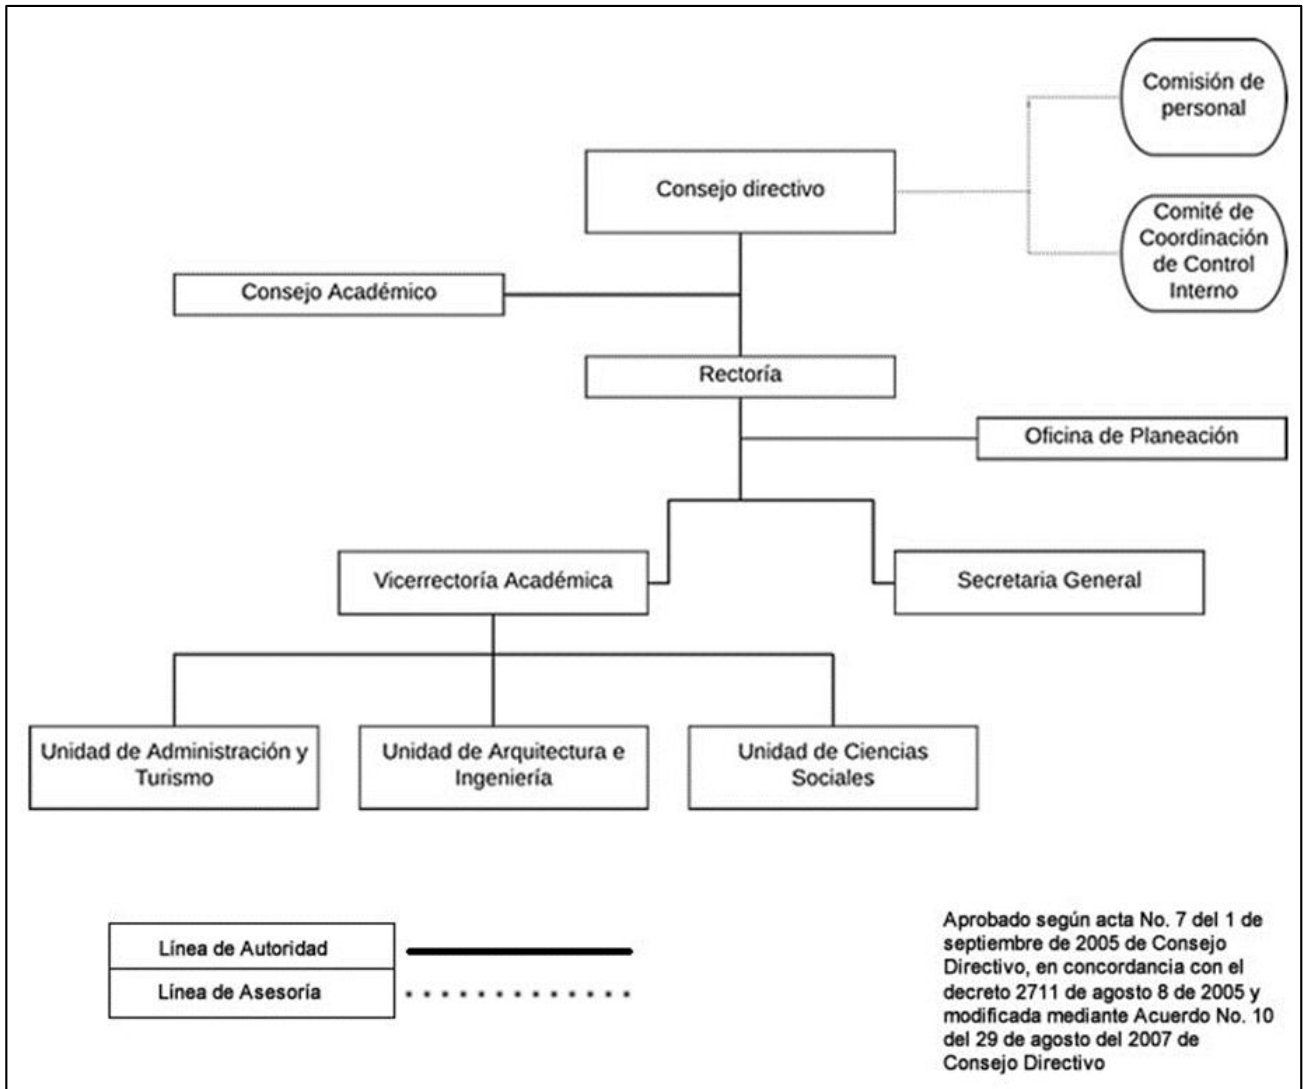 Comisión de
personal
Consejo directivo
Comité de
Coordinación
de Control
Interno
Consejo Académico
Rectoría
Oficina de Planeación
Vicerrectoría Académica
Secretaria General
Unidad de Administración y
Turismo
Unidad de Arquitectura e
Ingeniería
Unidad de Ciencias
Sociales
Línea de Autoridad
Línea de Asesoría
Aprobado según acta No. 7 del 1 de
septiembre de 2005 de Consejo
Directivo, en concordancia con el
decreto 2711 de agosto 8 de 2005 y
modificada mediante Acuerdo No. 10
del 29 de agosto del 2007 de
Consejo Directivo